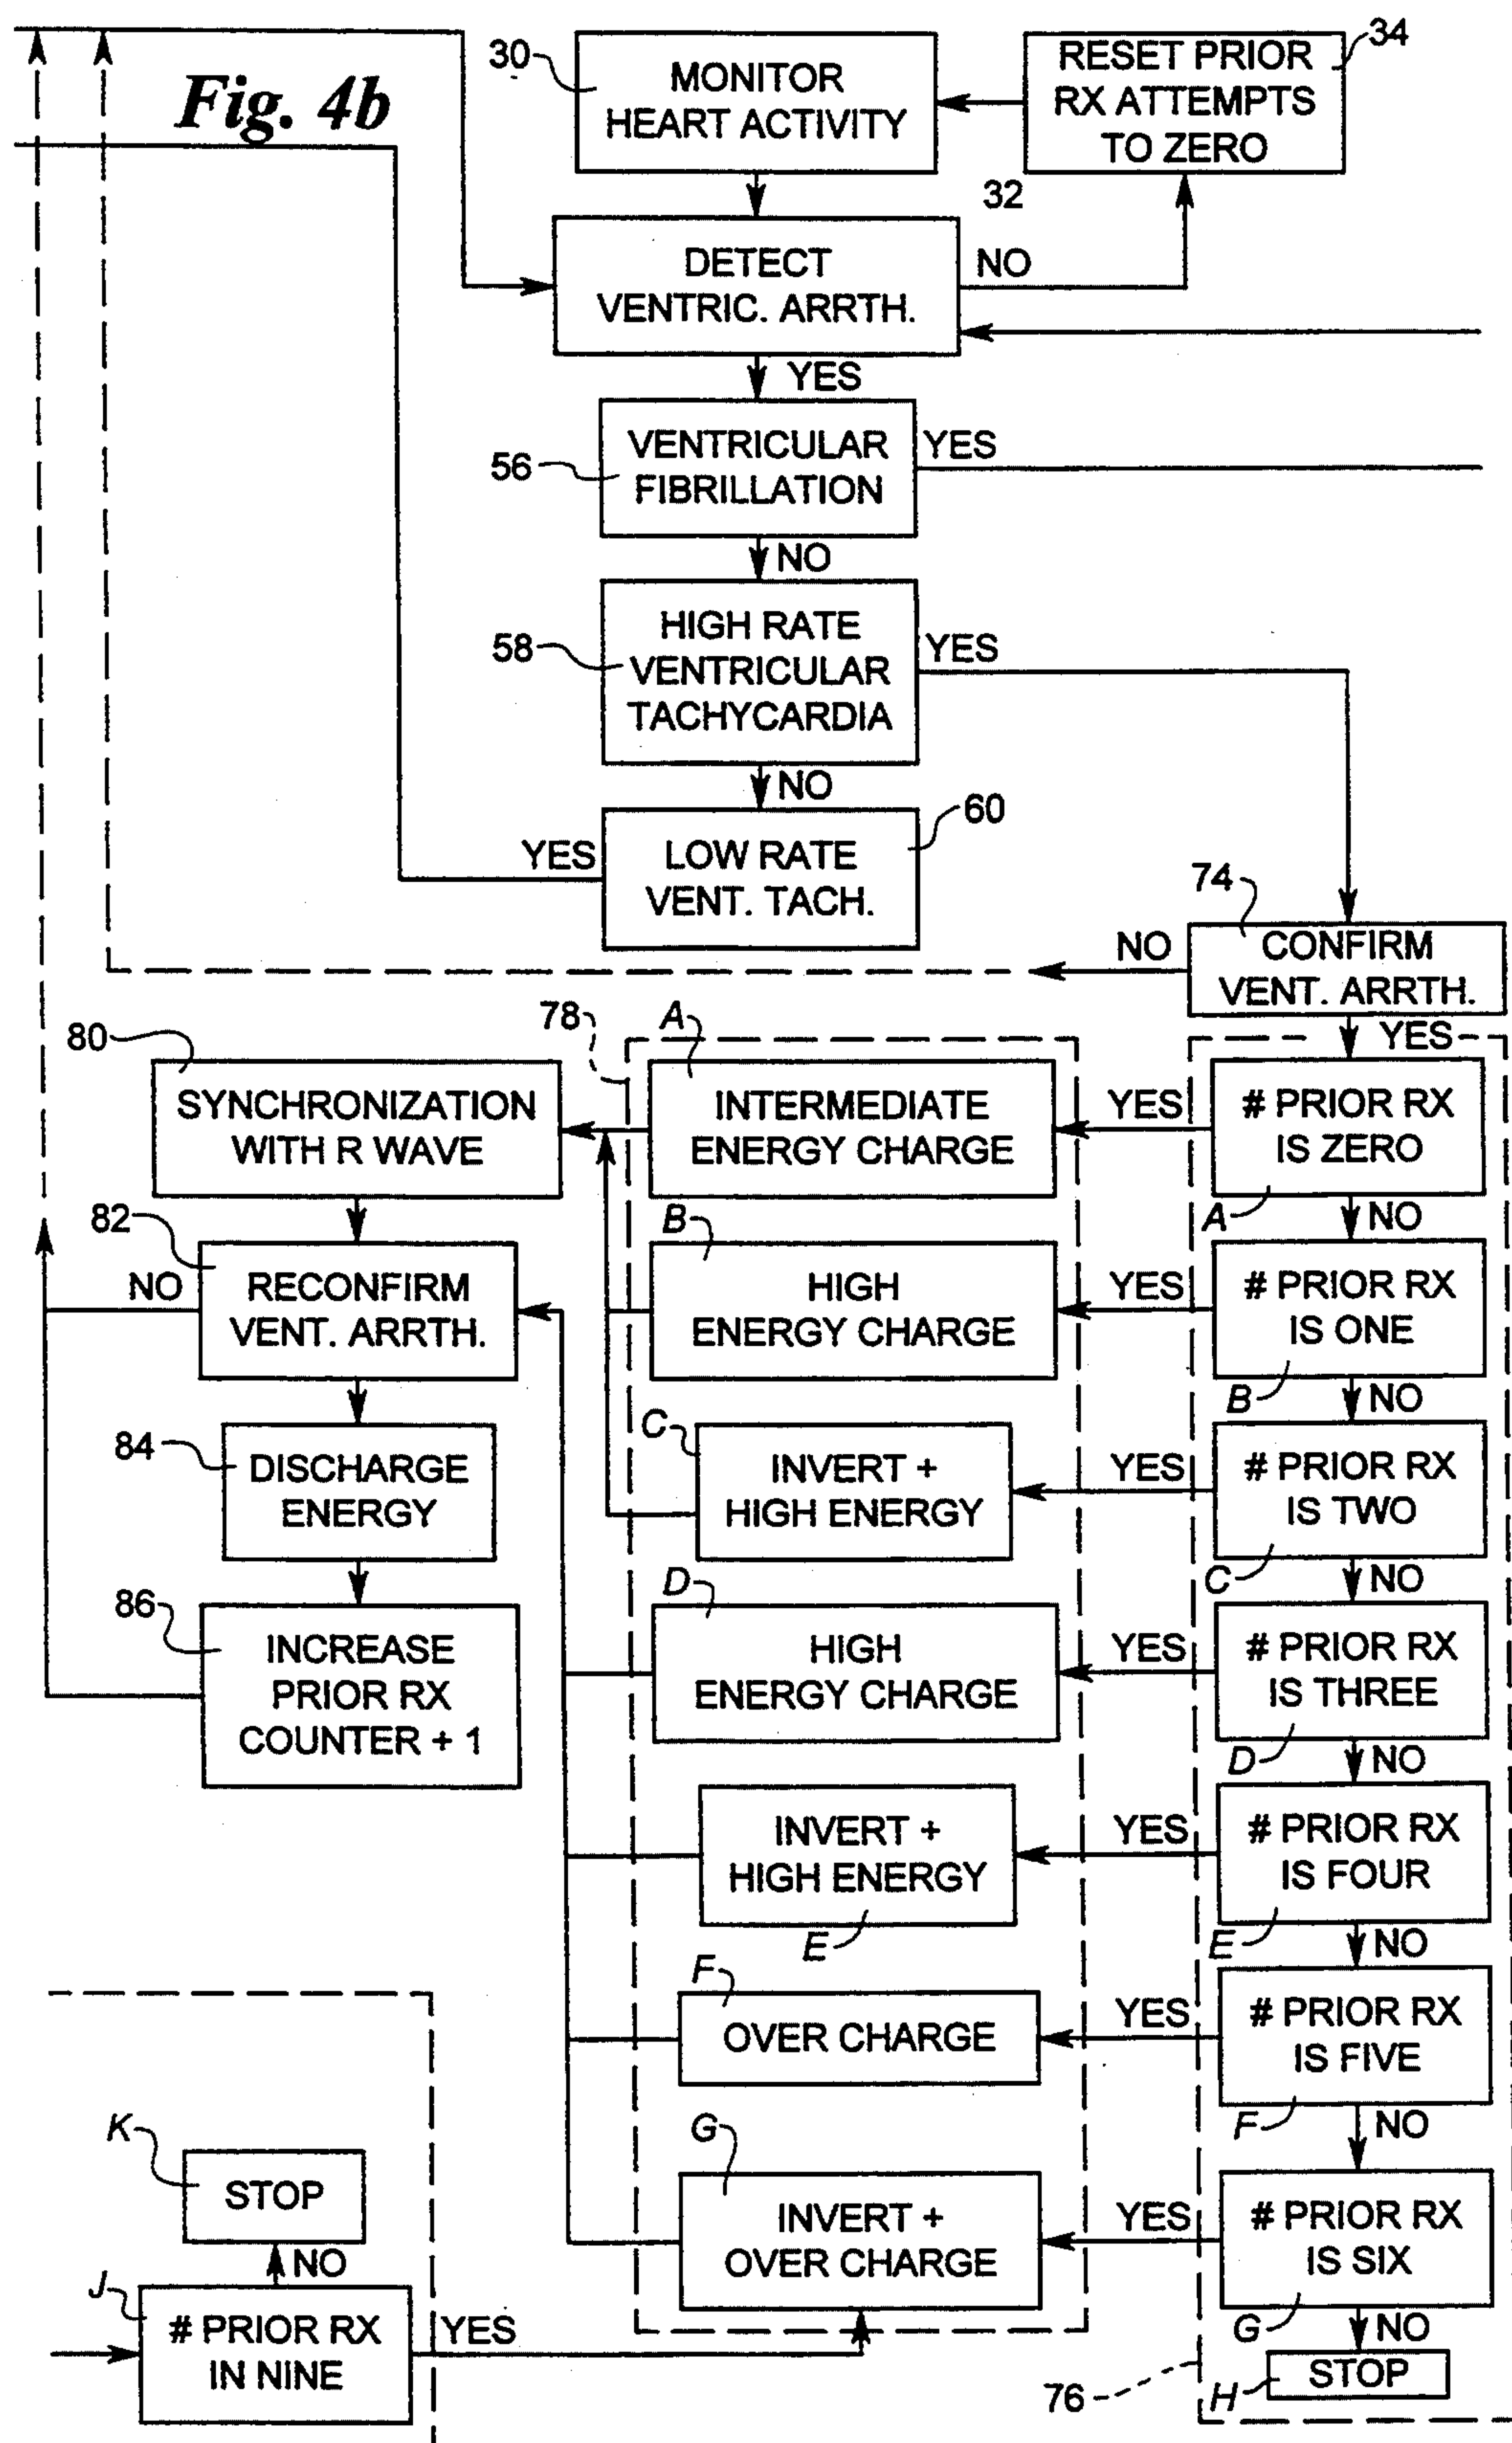 Fig. 4b
30
MONITOR
HEART ACTIVITY
34
RESET PRIOR
RX ATTEMPTS
TO ZERO
32
DETECT
VENTRIC. ARRTH.
NO
YES
56
VENTRICULAR
FIBRILLATION
YES
NO
58
HIGH RATE
VENTRICULAR
TACHYCARDIA
YES
NO
60
YES
LOW RATE
VENT. TACH.
74
NO
CONFIRM
VENT. ARRTH.
YES
80
SYNCHRONIZATION
WITH R WAVE
78
A
INTERMEDIATE
ENERGY CHARGE
YES
# PRIOR RX
IS ZERO
A
NO
82
NO
RECONFIRM
VENT. ARRTH.
B
HIGH
ENERGY CHARGE
YES
# PRIOR RX
IS ONE
B
NO
84
DISCHARGE
ENERGY
C
INVERT +
HIGH ENERGY
YES
# PRIOR RX
IS TWO
C
NO
86
INCREASE
PRIOR RX
COUNTER + 1
D
HIGH
ENERGY CHARGE
YES
# PRIOR RX
IS THREE
D
NO
INVERT +
HIGH ENERGY
E
YES
# PRIOR RX
IS FOUR
E
NO
F
OVER CHARGE
YES
# PRIOR RX
IS FIVE
F
NO
K
STOP
NO
J
# PRIOR RX
IN NINE
YES
G
INVERT +
OVER CHARGE
YES
# PRIOR RX
IS SIX
G
NO
76
H
STOP